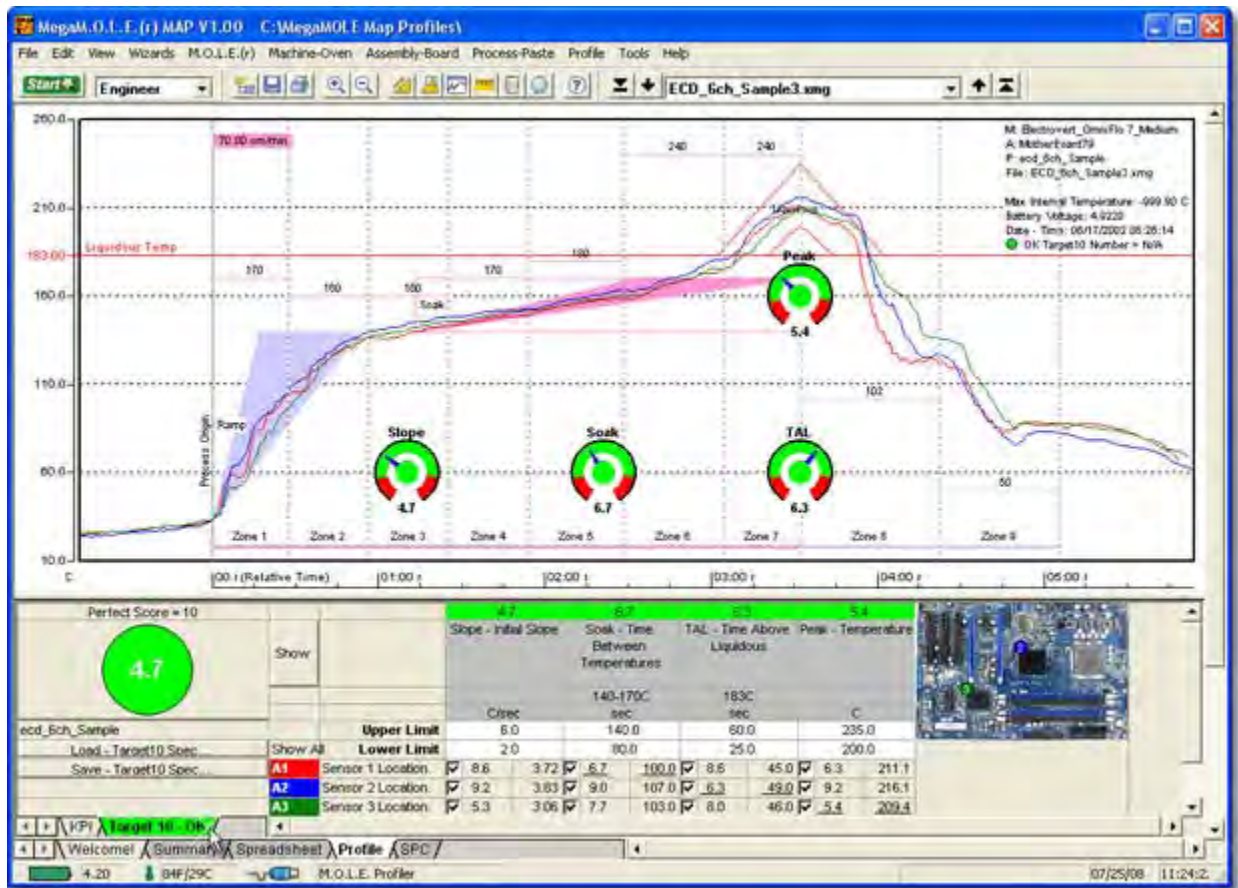 MegaM.O.L.E.(r) MAP V1.00 C:\MegaMOLE Map Profiles\
File Edit View Wizards M.O.L.E.(r) Machine-Oven Assembly-Board Process-Paste Profile Tools Help
Start Engineer ECD_6ch_Sample3.xmg
260.0
70.00 cm/min
240 240
M: Electrovert_OmniFlo 7_Medium
A: MotherBoard79
P: ecd_6ch_Sample
File: ECD_6ch_Sample3.xmg
Max Internal Temperature: -999.90 C
Battery Voltage: 4.9220
Date - Time: 06/17/2002 08:26:14
OK Target10 Number = N/A
210.0
183.00 Liquidous Temp
180
170 170
Peak
160.0 160 160
Soak
5.4
110.0
102
Ramp
Process Origin
Slope Soak TAL
60.0
4.7 6.7 6.3
50
Zone 1 Zone 2 Zone 3 Zone 4 Zone 5 Zone 6 Zone 7 Zone 8 Zone 9
10.0
C |00 r (Relative Time) |01:00 r |02:00 r |03:00 r |04:00 r |05:00 r
Perfect Score = 10 4.7 6.7 6.3 5.4
Slope - Initial Slope Soak - Time Between Temperatures TAL - Time Above Liquidous Peak - Temperature
4.7 Show
140-170C 183C
C/sec sec sec C
ecd_6ch_Sample Upper Limit 6.0 140.0 60.0 235.0
Load - Target10 Spec... Show All Lower Limit 2.0 80.0 25.0 200.0
Save - Target10 Spec... A1 Sensor 1 Location 8.6 3.72 6.7 100.0 8.6 45.0 6.3 211.1
A2 Sensor 2 Location 9.2 3.83 9.0 107.0 6.3 49.0 9.2 216.1
A3 Sensor 3 Location 5.3 3.06 7.7 103.0 8.0 46.0 5.4 209.4
KPI Target 10 - OK
Welcome! Summary Spreadsheet Profile SPC
4.20 84F/29C M.O.L.E. Profiler 07/25/08 11:24:2